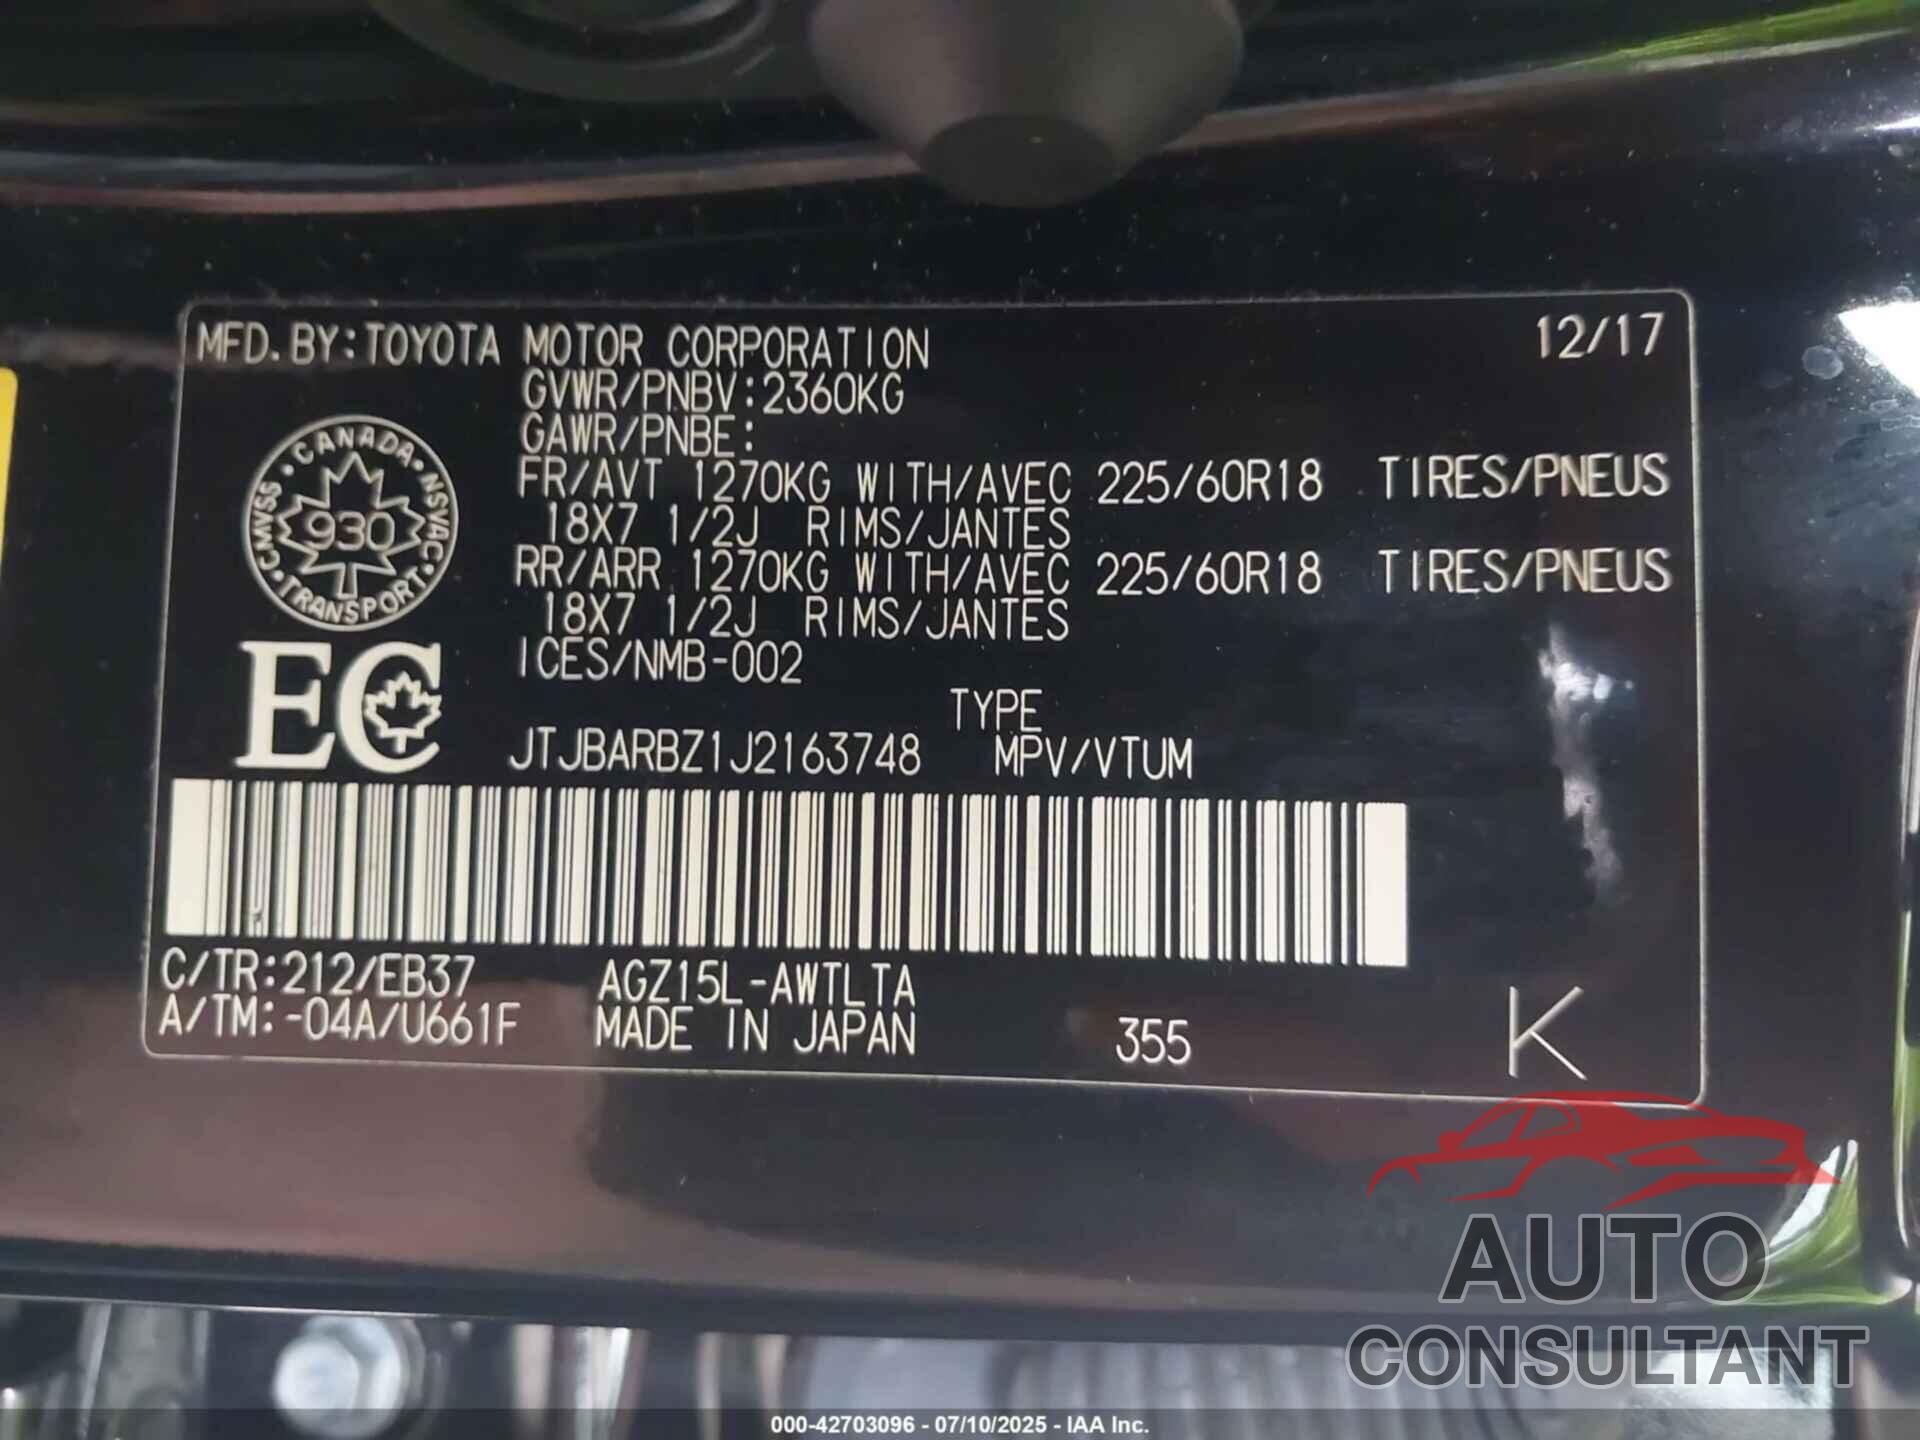 MFD.BY:TOYOTA MOTOR CORPORATION 12/17
GVWR/PNBV:2360KG
GAWR/PNBE:
FR/AVT 1270KG WITH/AVEC 225/60R18 TIRES/PNEUS
18X7 1/2J RIMS/JANTES
RR/ARR 1270KG WITH/AVEC 225/60R18 TIRES/PNEUS
18X7 1/2J RIMS/JANTES
ICES/NMB-002
CANADA
CMVSS 930 NSVAC
TRANSPORT
EC
TYPE
JTJBARBZ1J2163748 MPV/VTUM
C/TR:212/EB37 AGZ15L-AWTLTA
A/TM:-04A/U661F MADE IN JAPAN 355 K
AUTO
CONSULTANT
000-42703096 - 07/10/2025 - IAA Inc.